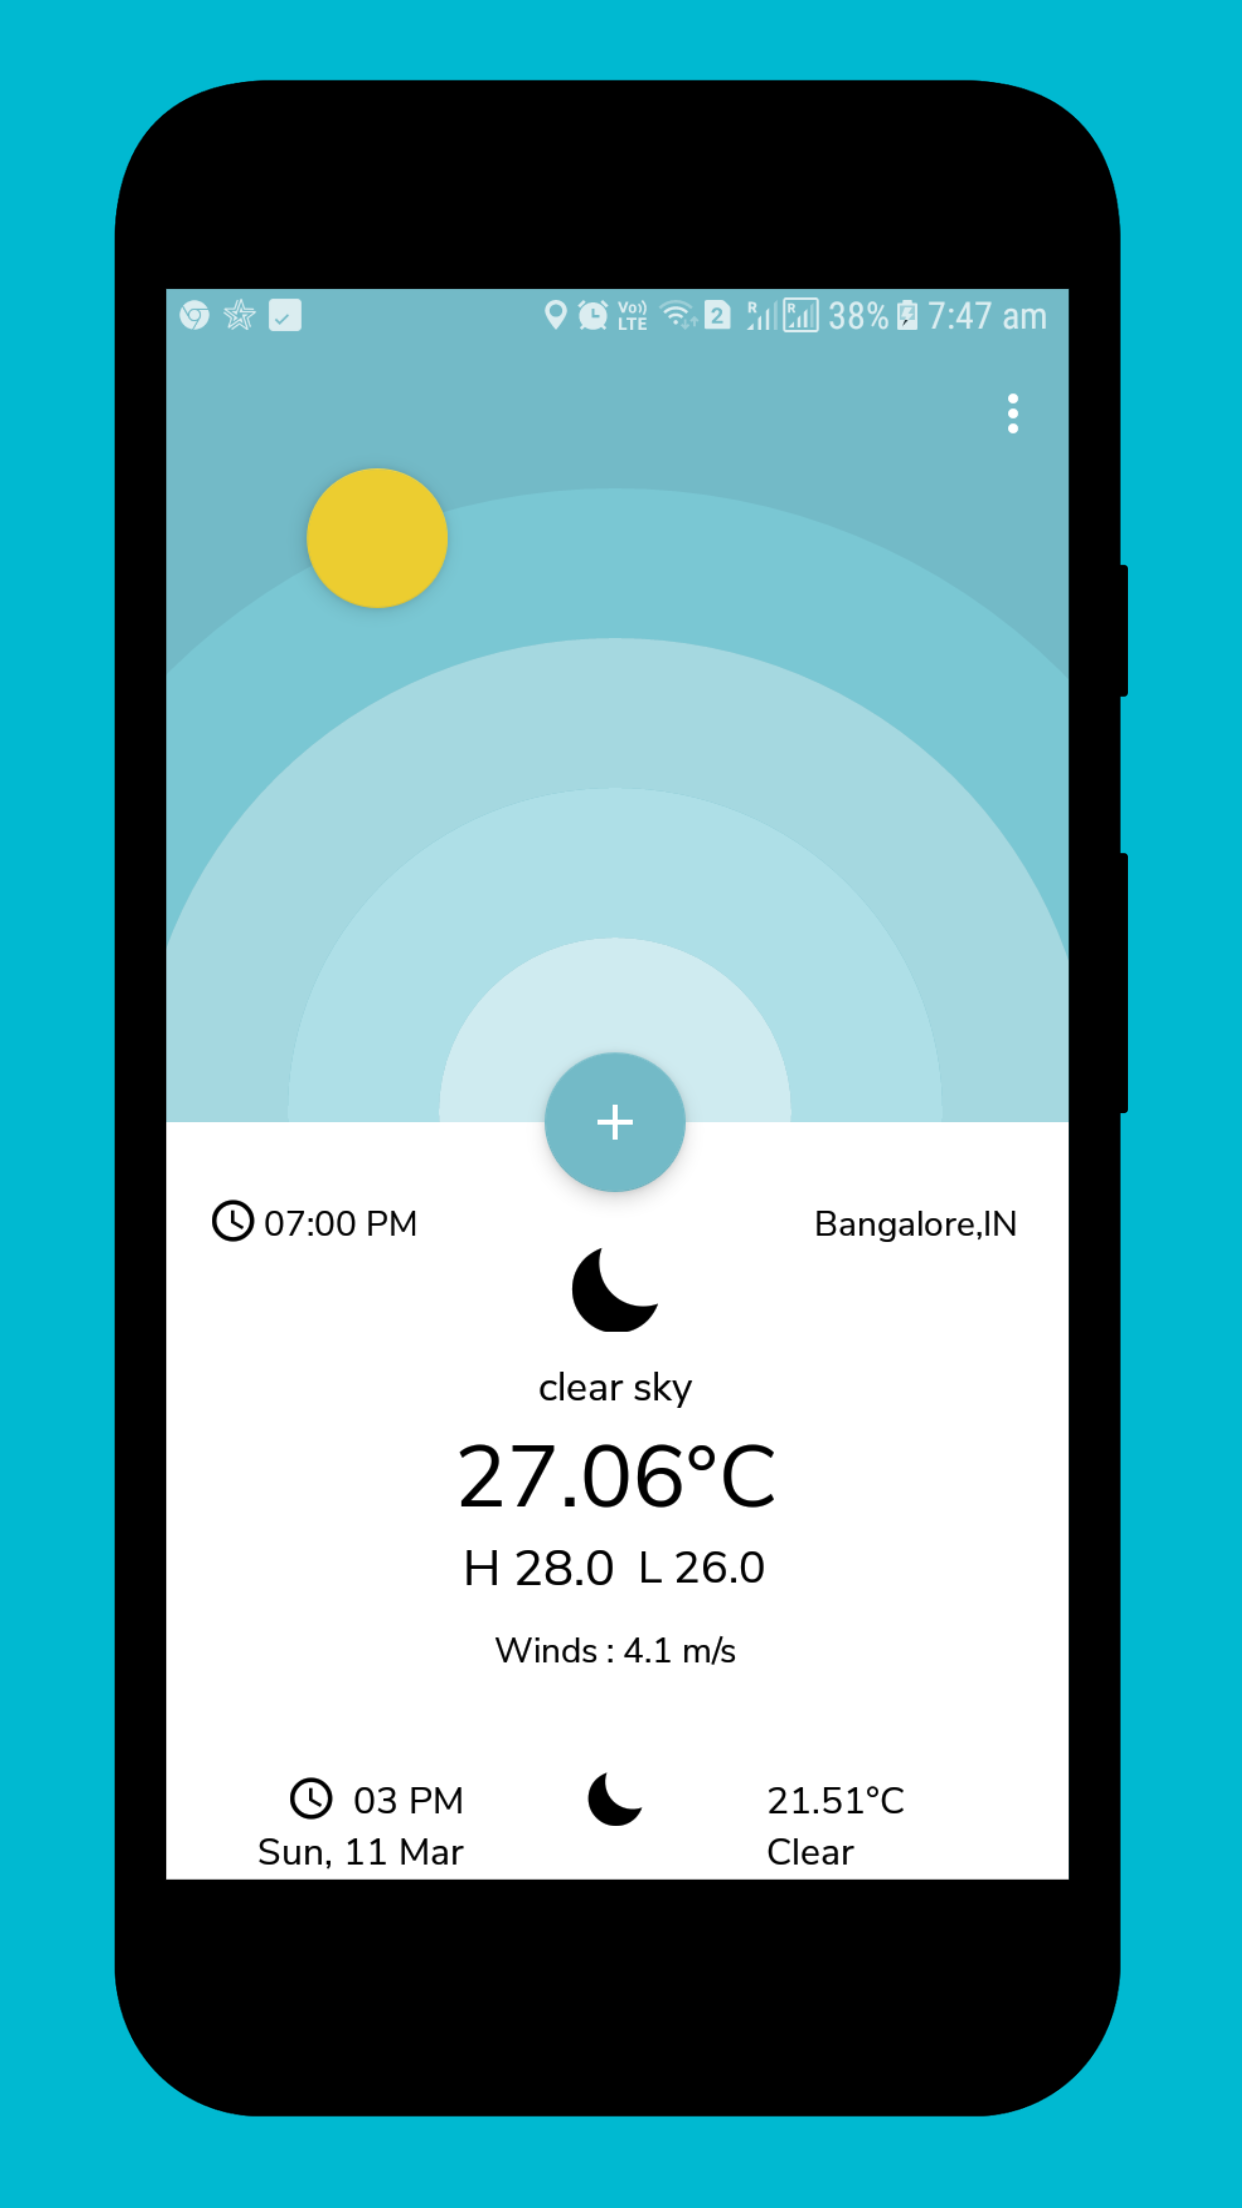 Vo)) LTE 2 R R 38% 7:47 am
07:00 PM
Bangalore,IN
clear sky
27.06°C
H 28.0 L 26.0
Winds : 4.1 m/s
03 PM
21.51°C
Sun, 11 Mar
Clear